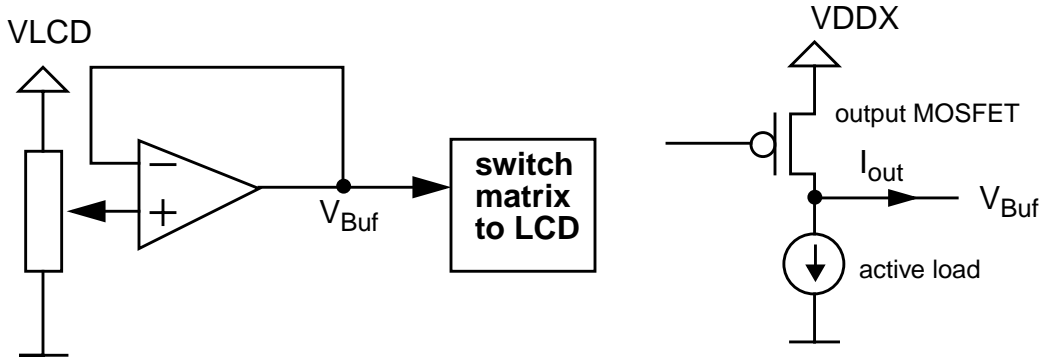 VLCD
−
+
V_Buf
switch
matrix
to LCD
VDDX
output MOSFET
I_out
V_Buf
active load